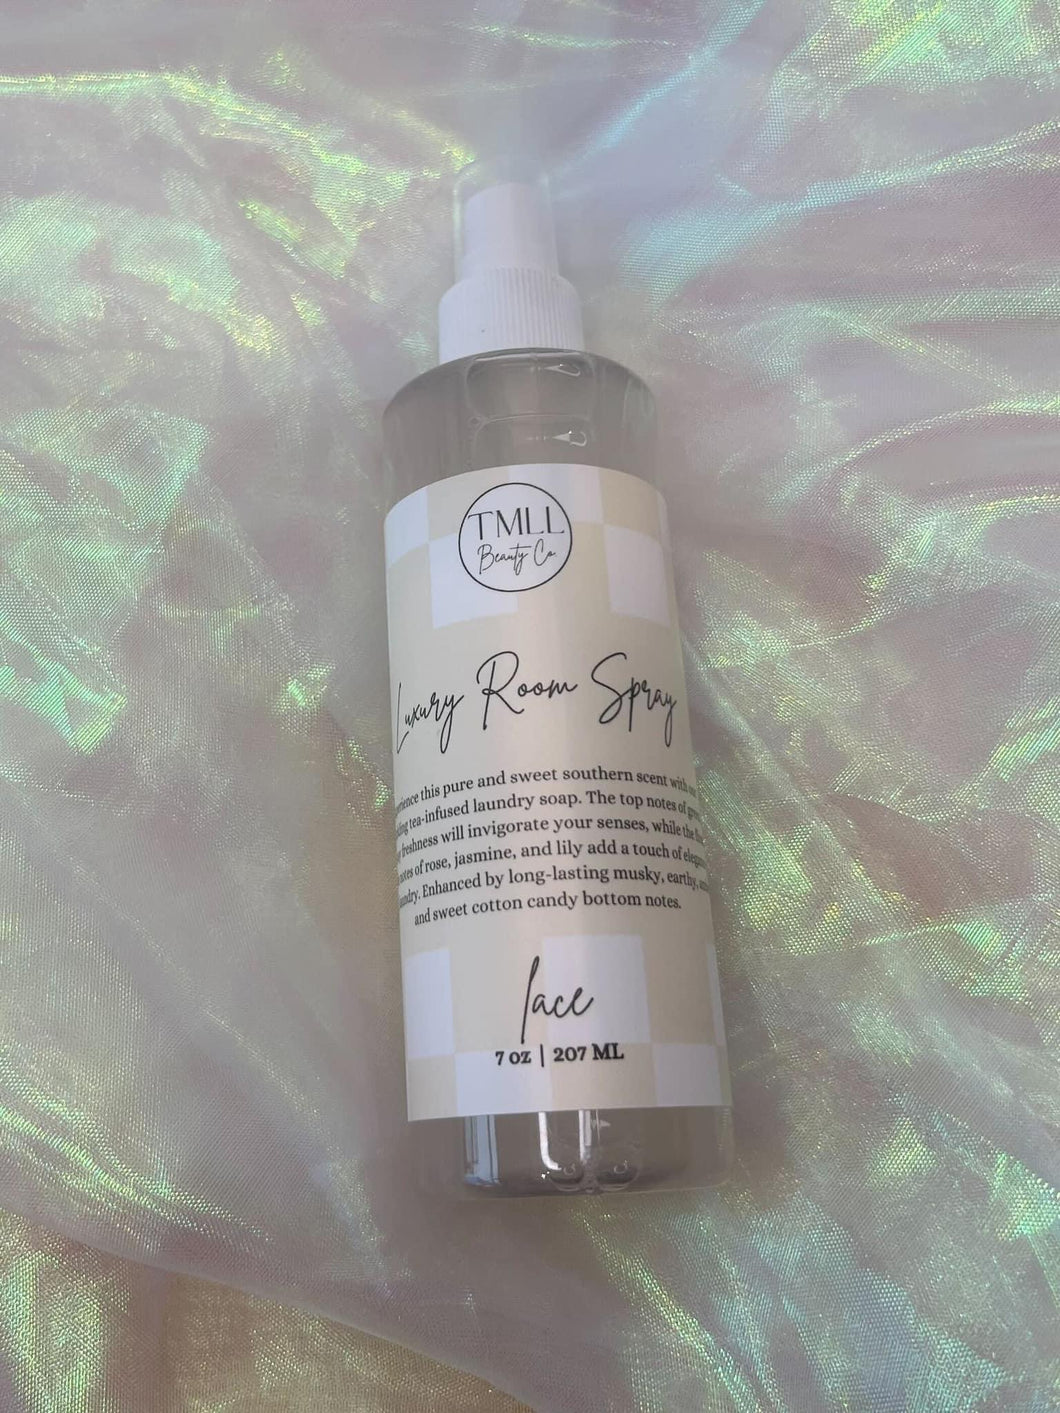 TMLL
Beauty Co
Luxury Room Spray
this pure and sweet southern scent with
tea-infused laundry soap. The top notes of
freshness will invigorate your senses, while the
of rose, jasmine, and lily add a touch of
Enhanced by long-lasting musky, earthy,
and sweet cotton candy bottom notes.
lace
7 oz | 207 ML